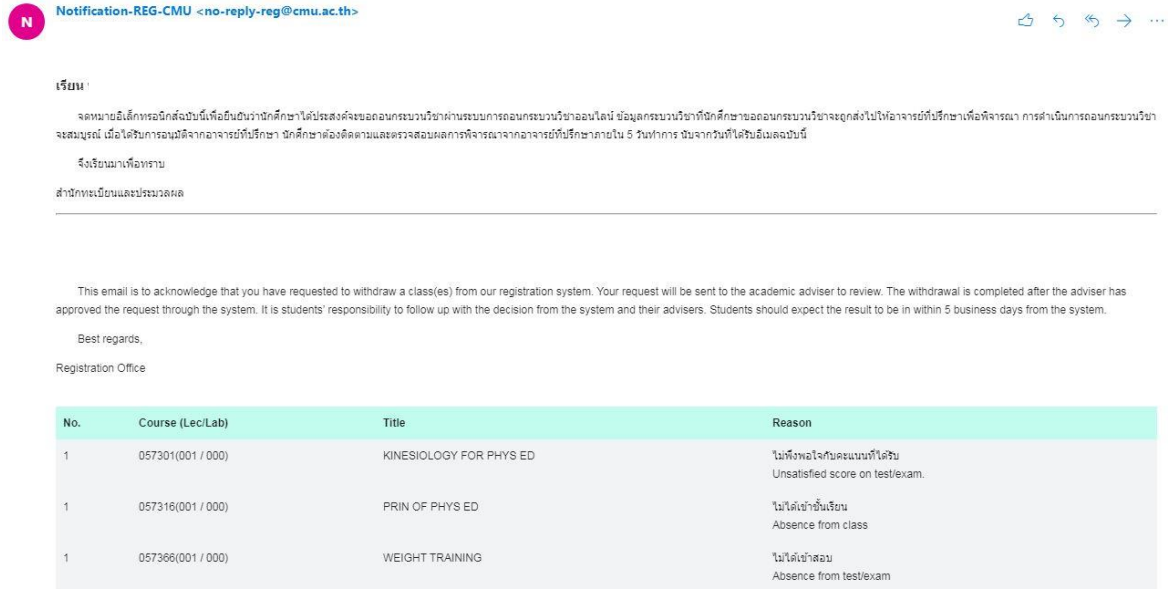 N
Notification-REG-CMU <no-reply-reg@cmu.ac.th>
เรียน
จดหมายอิเล็กทรอนิกส์ฉบับนี้เพื่อยืนยันว่านักศึกษาได้ประสงค์จะขอถอนกระบวนวิชาผ่านระบบการถอนกระบวนวิชาออนไลน์ ข้อมูลกระบวนวิชาที่นักศึกษาขอถอนกระบวนวิชาจะถูกส่งไปให้อาจารย์ที่ปรึกษาเพื่อพิจารณา การดำเนินการถอนกระบวนวิชา
จะสมบูรณ์ เมื่อได้รับการอนุมัติจากอาจารย์ที่ปรึกษา นักศึกษาต้องติดตามและตรวจสอบผลการพิจารณาจากอาจารย์ที่ปรึกษาภายใน 5 วันทำการ นับจากวันที่ได้รับอีเมลฉบับนี้
จึงเรียนมาเพื่อทราบ
สำนักทะเบียนและประมวลผล
This email is to acknowledge that you have requested to withdraw a class(es) from our registration system. Your request will be sent to the academic adviser to review. The withdrawal is completed after the adviser has
approved the request through the system. It is students' responsibility to follow up with the decision from the system and their advisers. Students should expect the result to be in within 5 business days from the system.
Best regards,
Registration Office
No. Course (Lec/Lab) Title Reason
1 057301(001 / 000) KINESIOLOGY FOR PHYS ED ไม่พึงพอใจกับคะแนนที่ได้รับ
Unsatisfied score on test/exam.
1 057316(001 / 000) PRIN OF PHYS ED ไม่ได้เข้าชั้นเรียน
Absence from class
1 057366(001 / 000) WEIGHT TRAINING ไม่ได้เข้าสอบ
Absence from test/exam